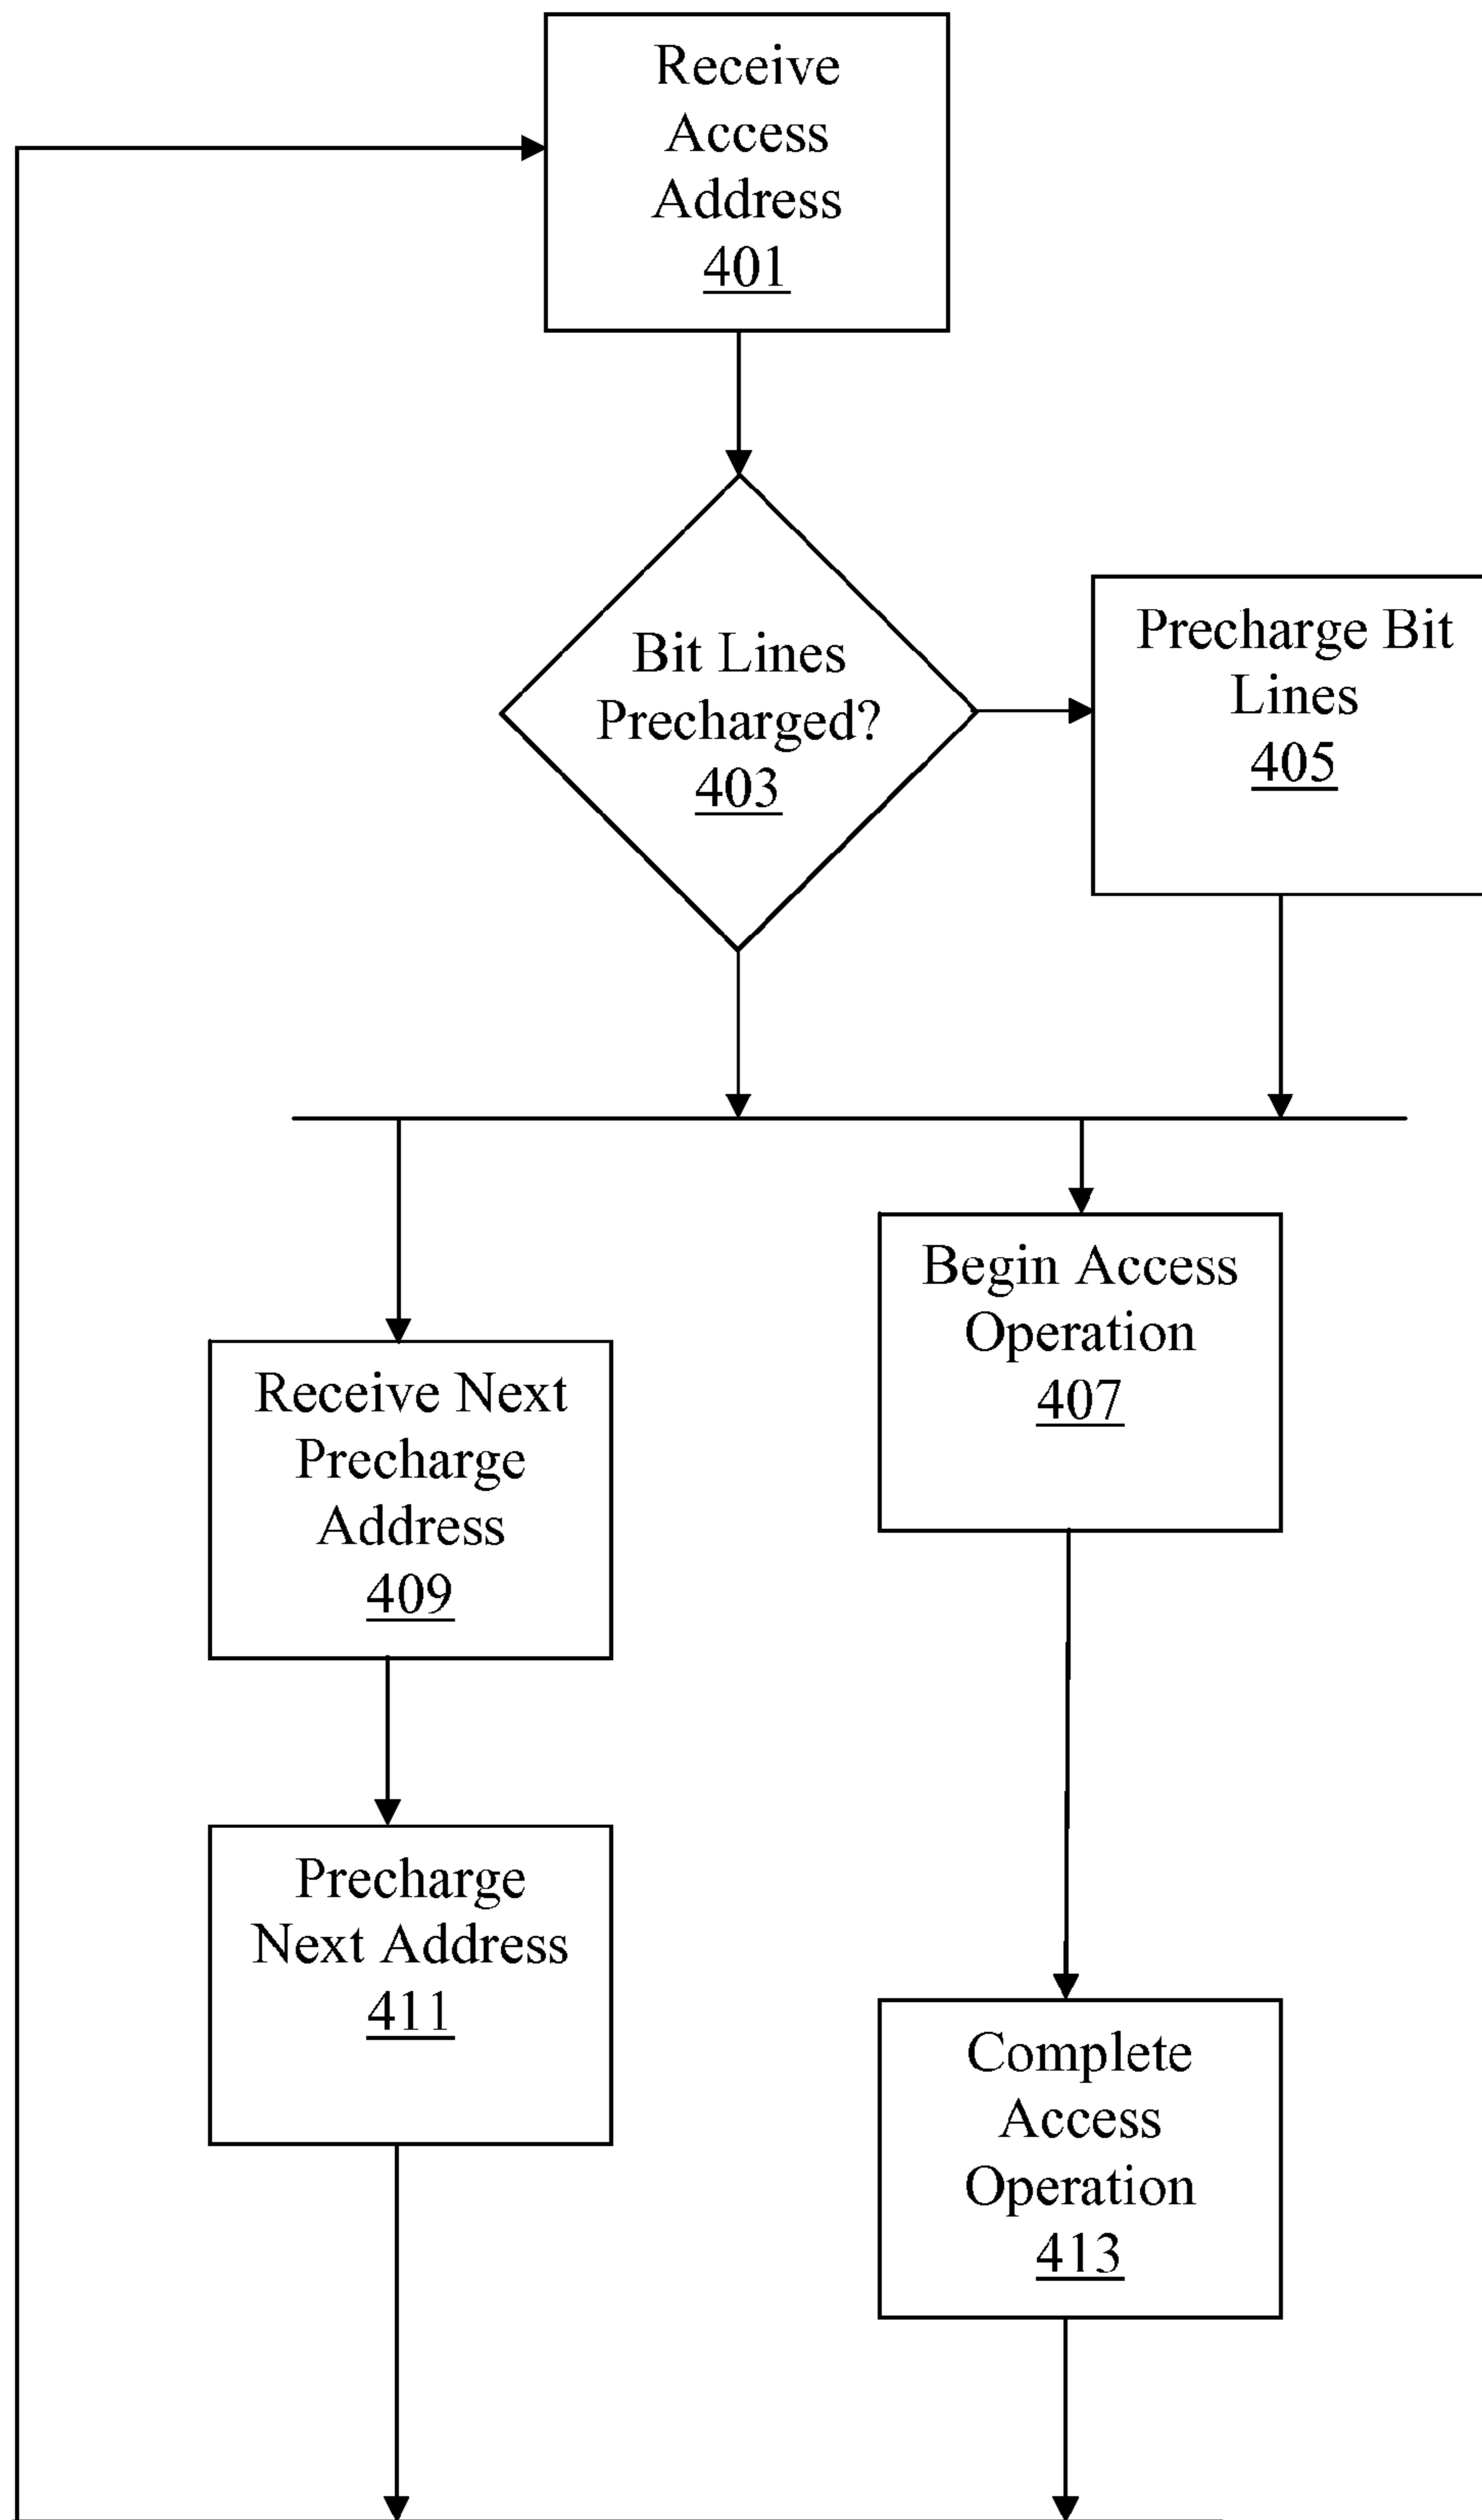 Receive
Access
Address
401
Bit Lines
Precharged?
403
Precharge Bit
Lines
405
Begin Access
Operation
407
Receive Next
Precharge
Address
409
Precharge
Next Address
411
Complete
Access
Operation
413